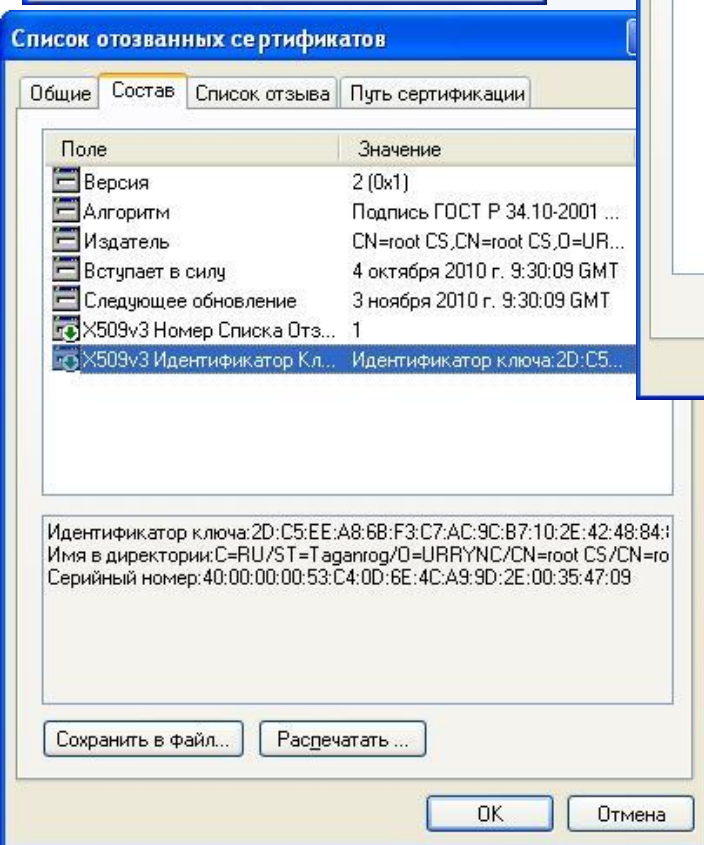 Список отозванных сертификатов
Общие Состав Список отзыва Путь сертификации
Поле Значение
Версия 2 (0x1)
Алгоритм Подпись ГОСТ Р 34.10-2001 ...
Издатель CN=root CS,CN=root CS,O=UR...
Вступает в силу 4 октября 2010 г. 9:30:09 GMT
Следующее обновление 3 ноября 2010 г. 9:30:09 GMT
X509v3 Номер Списка Отз... 1
X509v3 Идентификатор Кл... Идентификатор ключа:2D:C5...
Идентификатор ключа:2D:C5:EE:A8:6B:F3:C7:AC:9C:B7:10:2E:42:48:84:
Имя в директории:C=RU/ST=Taganrog/O=URRYNC/CN=root CS/CN=ro
Серийный номер:40:00:00:00:53:C4:0D:6E:4C:A9:9D:2E:00:35:47:09
Сохранить в файл... Распечатать ...
OK Отмена